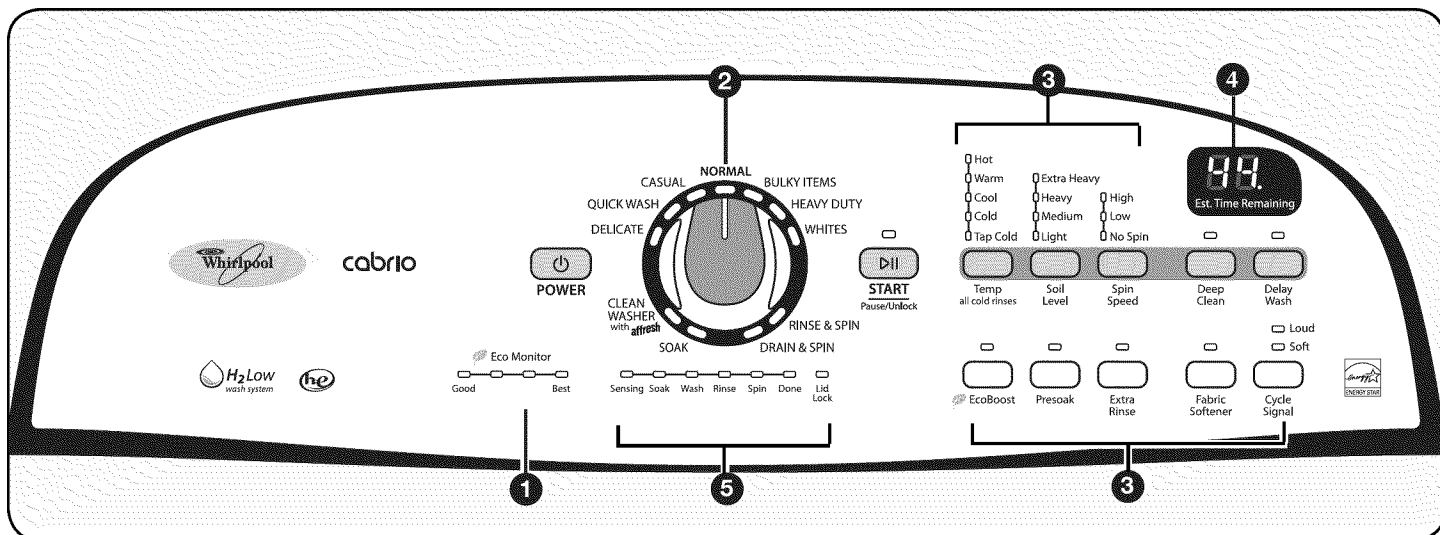 2
3
4
NORMAL
CASUAL
BULKY ITEMS
QUICK WASH
HEAVY DUTY
DELICATE
WHITES
CLEAN
WASHER
with affresh
RINSE & SPIN
SOAK
DRAIN & SPIN
Whirlpool
cabrio
POWER
START
Pause/Unlock
Hot
Warm
Cool
Cold
Tap Cold
Extra Heavy
Heavy
Medium
Light
High
Low
No Spin
44.
Est. Time Remaining
Temp
all cold rinses
Soil
Level
Spin
Speed
Deep
Clean
Delay
Wash
Loud
Soft
H2Low
wash system
he
Eco Monitor
Good
Best
Sensing
Soak
Wash
Rinse
Spin
Done
Lid
Lock
EcoBoost
Presoak
Extra
Rinse
Fabric
Softener
Cycle
Signal
energy
ENERGY STAR
1
5
3